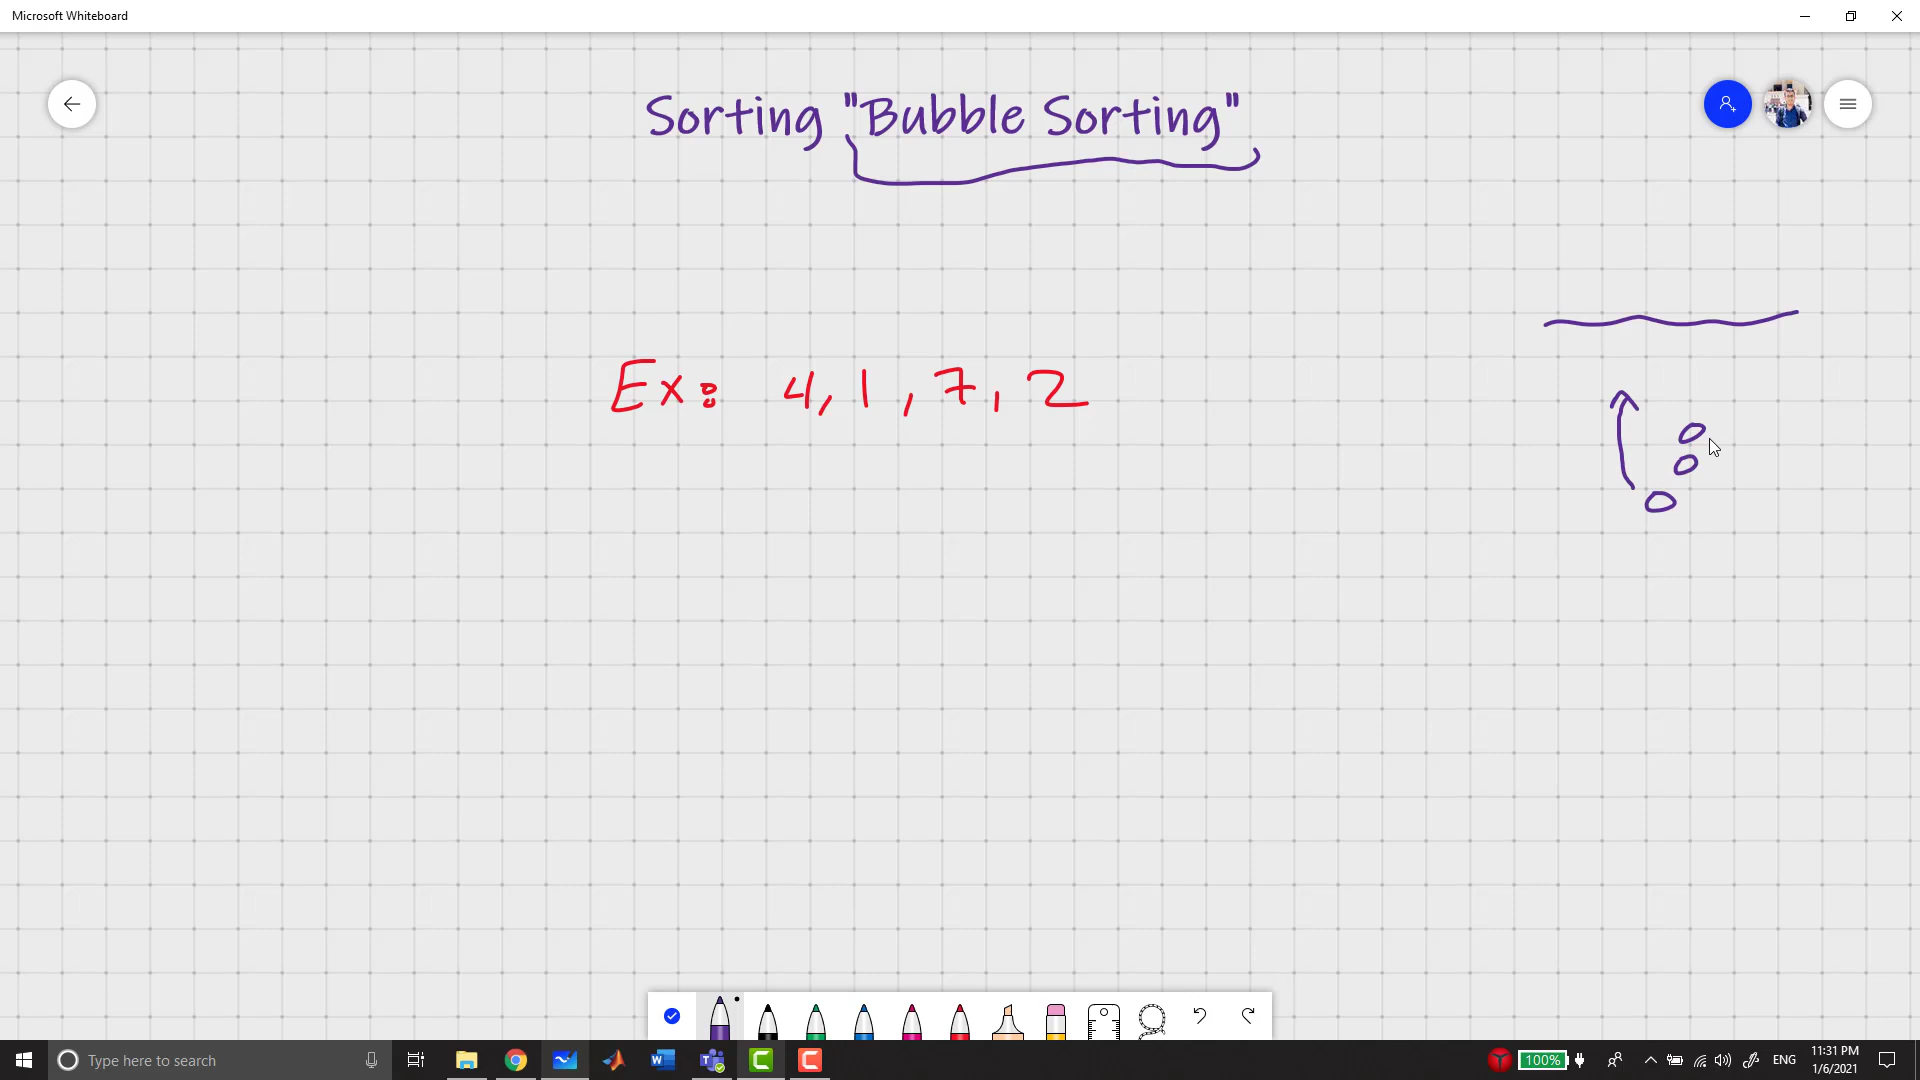 Microsoft Whiteboard
Sorting "Bubble Sorting"
Ex: 4, 1, 7, 2
Type here to search
100%
ENG
11:31 PM
1/6/2021